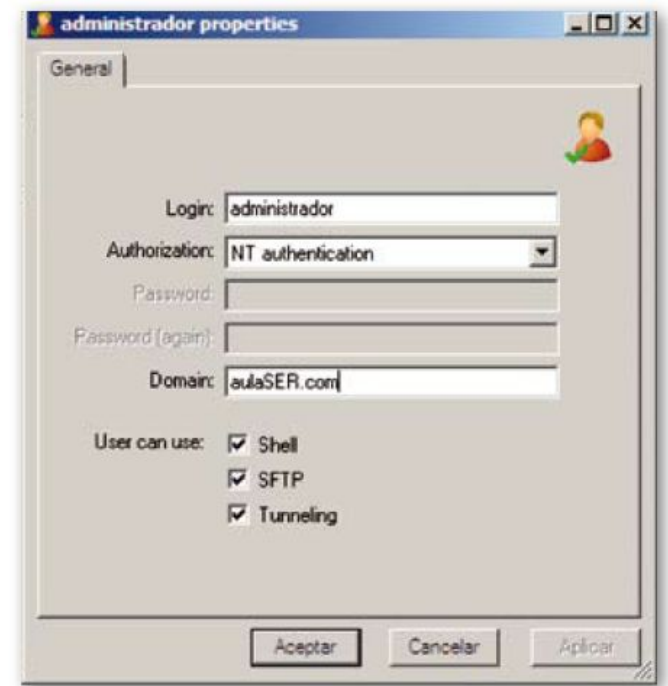 administrador properties
General
Login: administrador
Authorization: NT authentication
Password:
Password (again):
Domain: aulaSER.com
User can use: Shell
SFTP
Tunneling
Aceptar Cancelar Aplicar